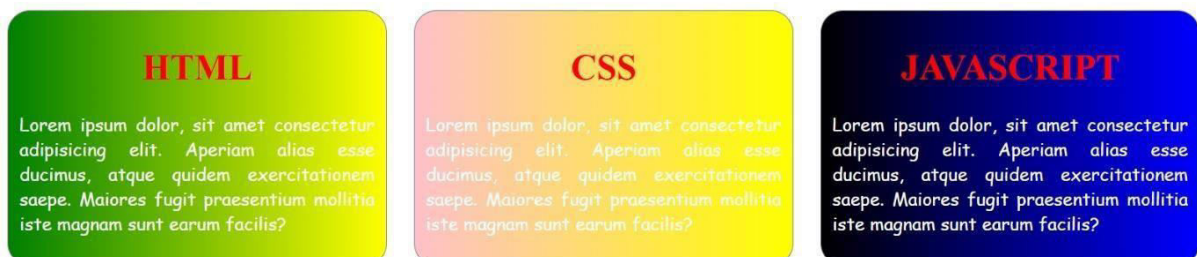 HTML
Lorem ipsum dolor, sit amet consectetur
adipisicing elit. Aperiam alias esse
ducimus, atque quidem exercitationem
saepe. Maiores fugit praesentium mollitia
iste magnam sunt earum facilis?
CSS
Lorem ipsum dolor, sit amet consectetur
adipisicing elit. Aperiam alias esse
ducimus, atque quidem exercitationem
saepe. Maiores fugit praesentium mollitia
iste magnam sunt earum facilis?
JAVASCRIPT
Lorem ipsum dolor, sit amet consectetur
adipisicing elit. Aperiam alias esse
ducimus, atque quidem exercitationem
saepe. Maiores fugit praesentium mollitia
iste magnam sunt earum facilis?